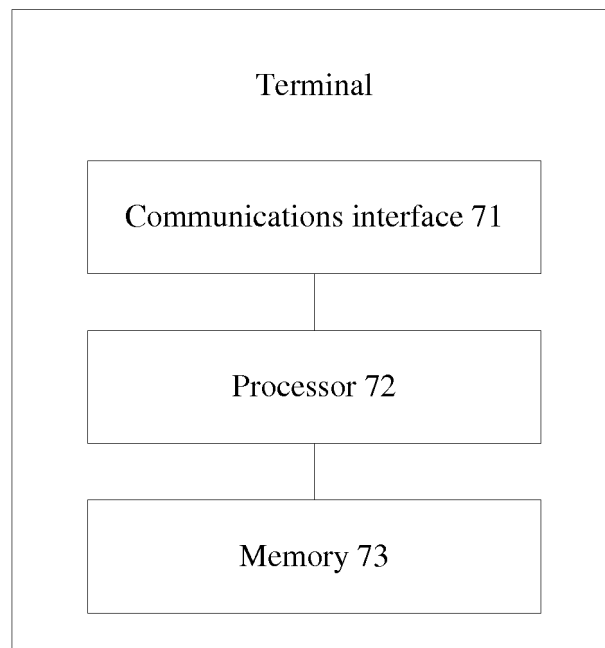 Terminal
Communications interface 71
Processor 72
Memory 73